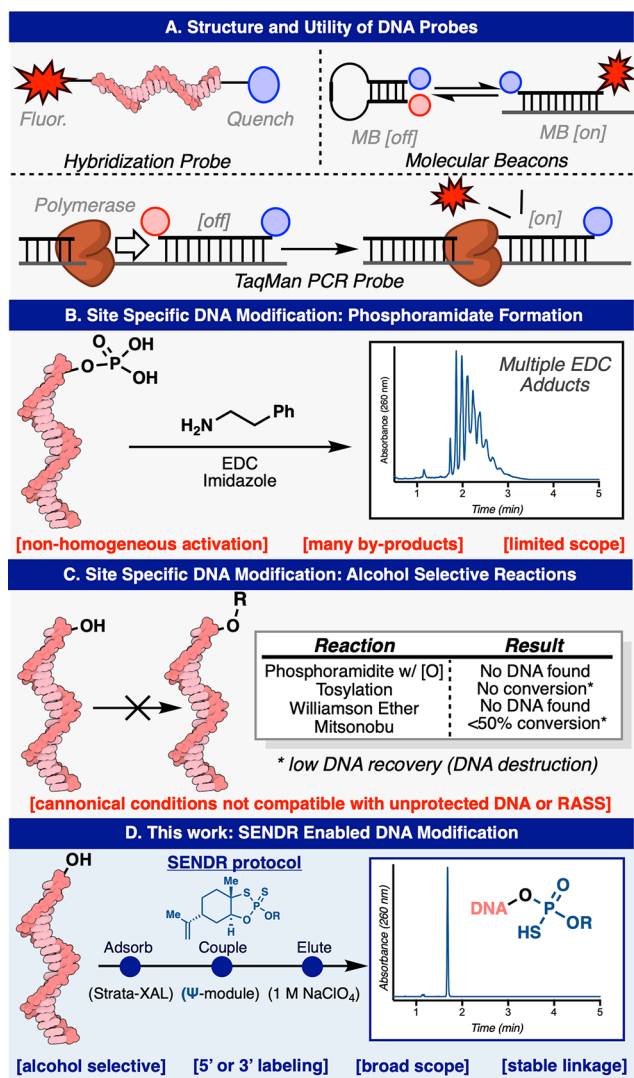 A. Structure and Utility of DNA Probes
Fluor.
Quench
Hybridization Probe
MB [off]
MB [on]
Molecular Beacons
Polymerase
[off]
[on]
TaqMan PCR Probe
B. Site Specific DNA Modification: Phosphoramidate Formation
O
O
P
OH
OH
H2N
Ph
EDC
Imidazole
Multiple EDC
Adducts
Absorbance (260 nm)
1 2 3 4 5
Time (min)
[non-homogeneous activation] [many by-products] [limited scope]
C. Site Specific DNA Modification: Alcohol Selective Reactions
OH
R
O
Reaction Result
Phosphoramidite w/ [O] No DNA found
Tosylation No conversion*
Williamson Ether No DNA found
Mitsonobu <50% conversion*
* low DNA recovery (DNA destruction)
[cannonical conditions not compatible with unprotected DNA or RASS]
D. This work: SENDR Enabled DNA Modification
OH
SENDR protocol
Me
S
S
P
O
OR
H
Me
Adsorb Couple Elute
(Strata-XAL) (Ψ-module) (1 M NaClO4)
Absorbance (260 nm)
DNA
O
O
P
OR
HS
1 2 3 4 5
Time (min)
[alcohol selective] [5' or 3' labeling] [broad scope] [stable linkage]